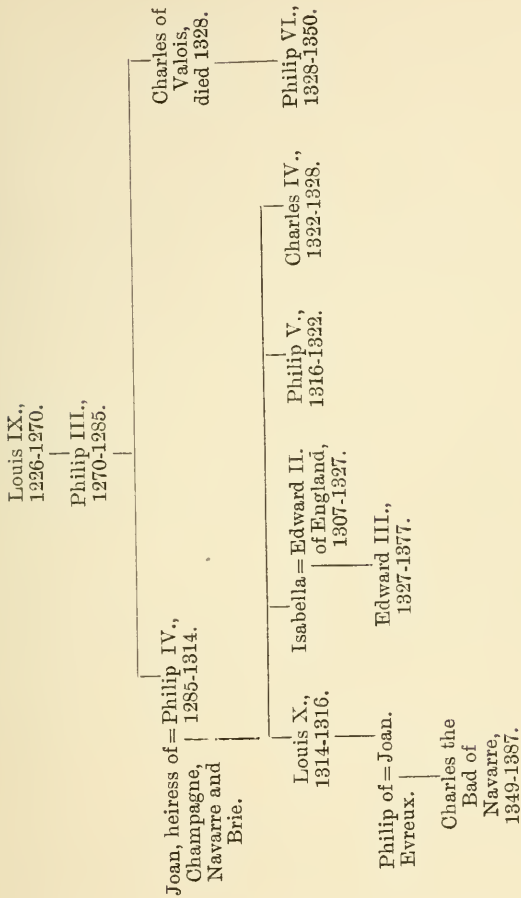 Louis IX.,
1226-1270.
Philip III.,
1270-1285.
Joan, heiress of = Philip IV.,
Champagne, 1285-1314.
Navarre and
Brie.
Charles of
Valois,
died 1328.
Louis X.,
1314-1316.
Isabella = Edward II.
of England,
1307-1327.
Philip V.,
1316-1322.
Charles IV.,
1322-1328.
Philip VI.,
1328-1350.
Philip of = Joan.
Evreux.
Edward III.,
1327-1377.
Charles the
Bad of
Navarre,
1349-1387.